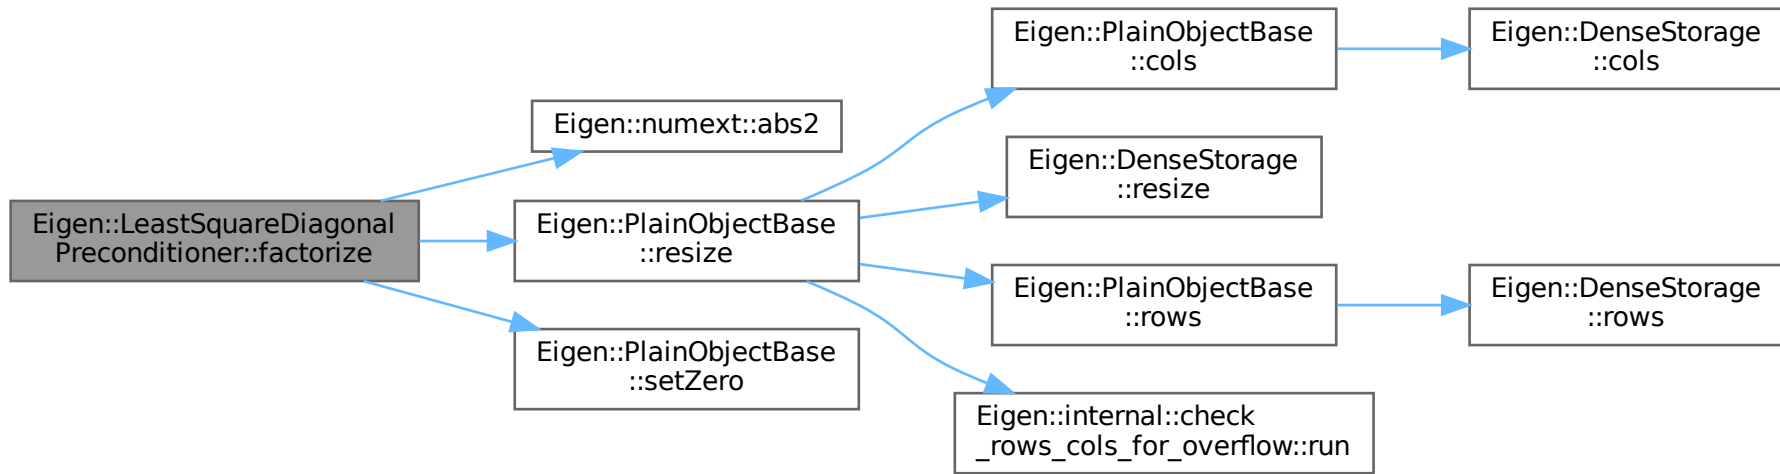 Eigen::LeastSquareDiagonal
Preconditioner::factorize
Eigen::numext::abs2
Eigen::PlainObjectBase
::resize
Eigen::PlainObjectBase
::setZero
Eigen::PlainObjectBase
::cols
Eigen::DenseStorage
::resize
Eigen::PlainObjectBase
::rows
Eigen::internal::check
_rows_cols_for_overflow::run
Eigen::DenseStorage
::cols
Eigen::DenseStorage
::rows